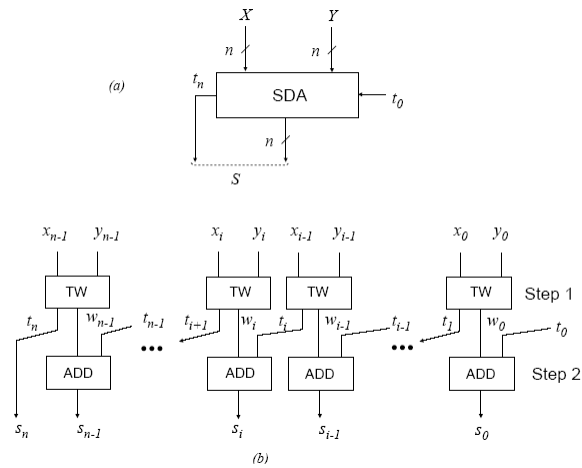 X Y
n n
(a) t_n SDA t_0
n
S
x_{n-1} y_{n-1} x_i y_i x_{i-1} y_{i-1} x_0 y_0
TW TW TW TW Step 1
t_n w_{n-1} t_{n-1} t_{i+1} w_i t_i w_{i-1} t_{i-1} t_1 w_0 t_0
ADD ADD ADD ADD Step 2
s_n s_{n-1} s_i s_{i-1} s_0
(b)